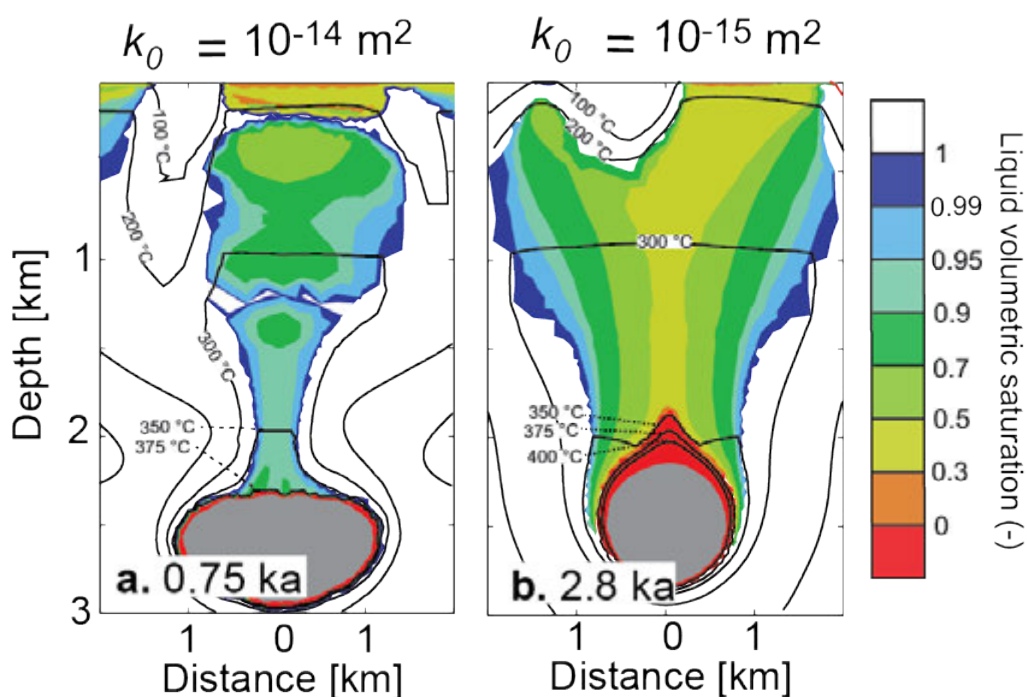 k₀ = 10⁻¹⁴ m²
k₀ = 10⁻¹⁵ m²
100 °C
200 °C
300 °C
350 °C
375 °C
a. 0.75 ka
100 °C
200 °C
300 °C
350 °C
375 °C
400 °C
b. 2.8 ka
Depth [km]
1
2
3
1 0 1
Distance [km]
1 0 1
Distance [km]
1
0.99
0.95
0.9
0.7
0.5
0.3
0
Liquid volumetric saturation (-)